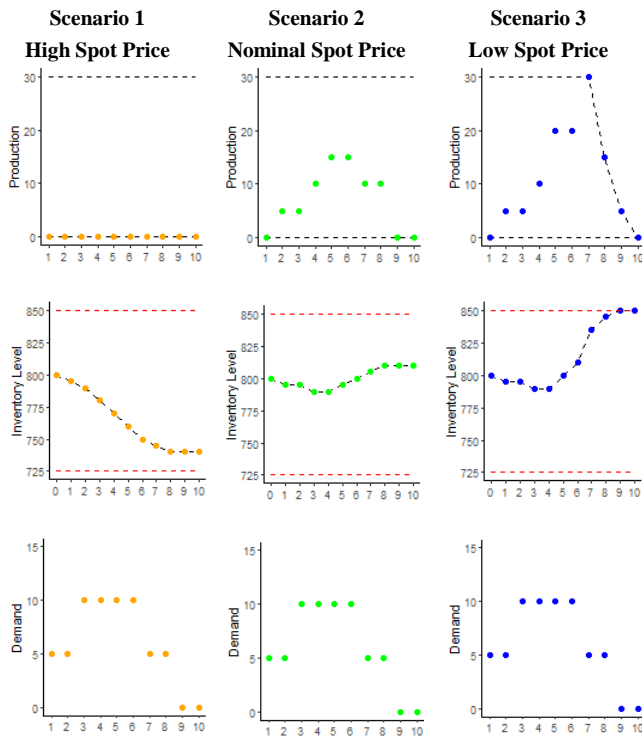 Scenario 1 Scenario 2 Scenario 3
High Spot Price Nominal Spot Price Low Spot Price
30 30 30
20 20 20
10 10 10
0 0 0
Production Production Production
1 2 3 4 5 6 7 8 9 10 1 2 3 4 5 6 7 8 9 10 1 2 3 4 5 6 7 8 9 10
850 850 850
825 825 825
800 800 800
775 775 775
750 750 750
725 725 725
Inventory Level Inventory Level Inventory Level
0 1 2 3 4 5 6 7 8 9 10 0 1 2 3 4 5 6 7 8 9 10 0 1 2 3 4 5 6 7 8 9 10
15 15 15
10 10 10
5 5 5
0 0 0
Demand Demand Demand
1 2 3 4 5 6 7 8 9 10 1 2 3 4 5 6 7 8 9 10 1 2 3 4 5 6 7 8 9 10